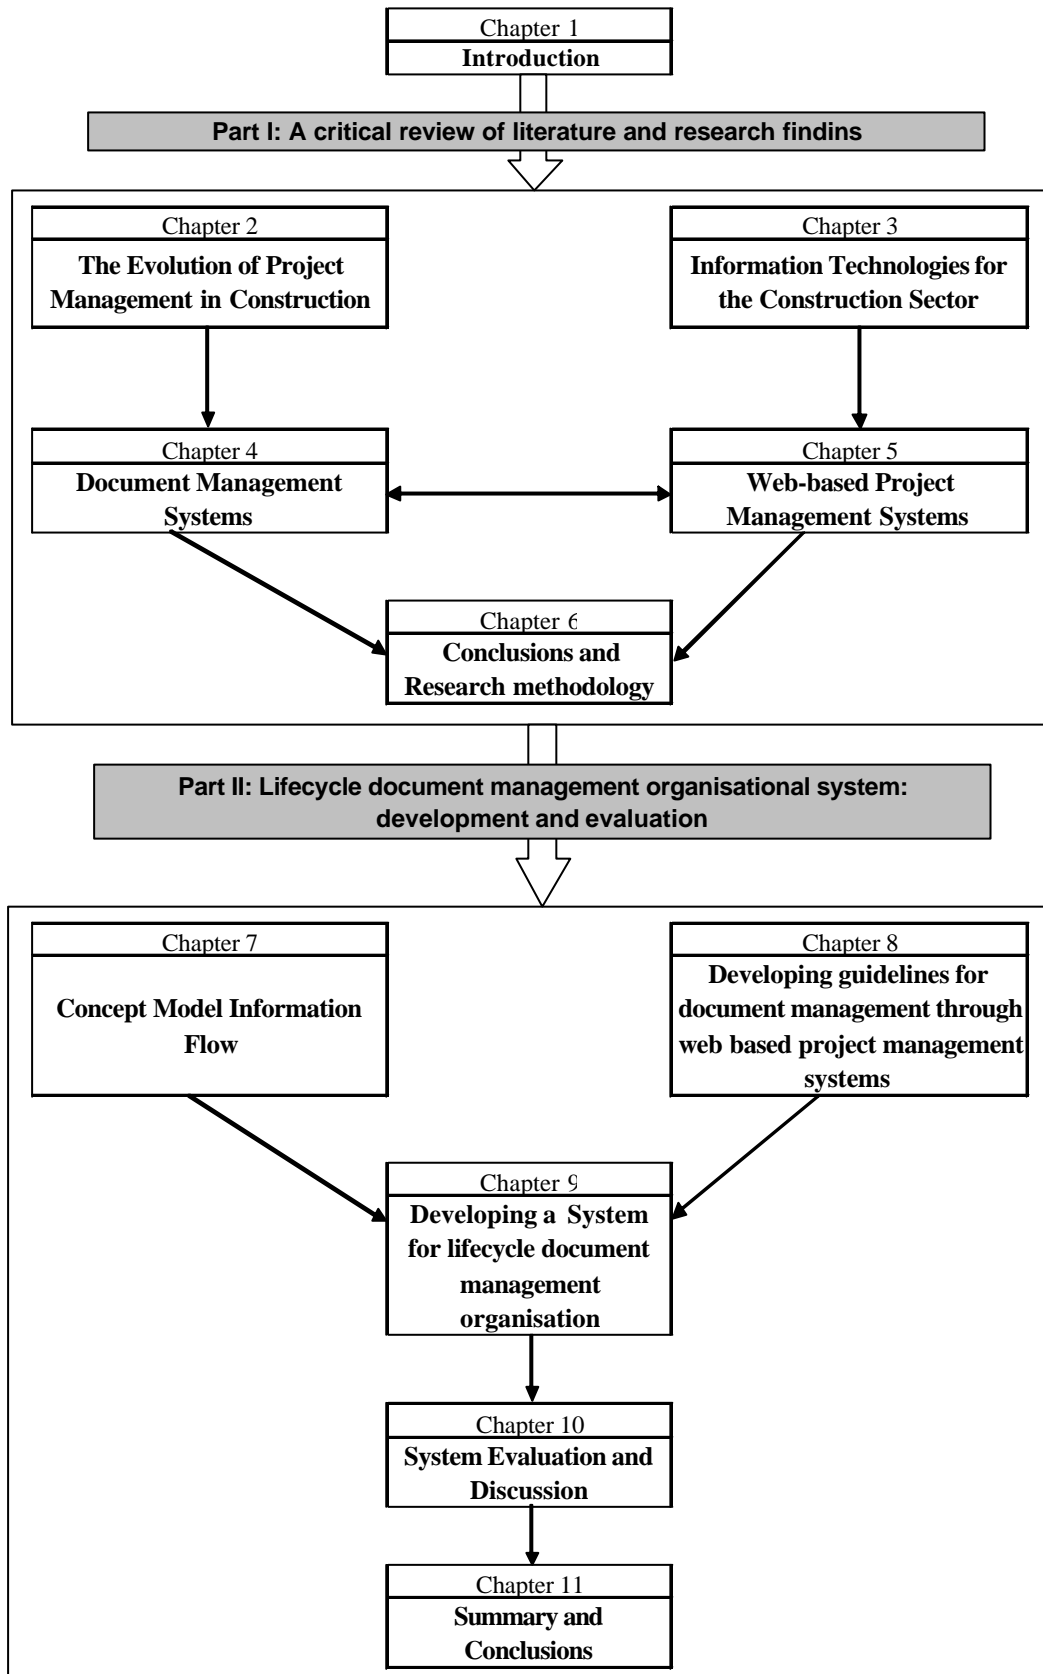 Chapter 1
Introduction
Part I: A critical review of literature and research findins
Chapter 2
The Evolution of Project
Management in Construction
Chapter 3
Information Technologies for
the Construction Sector
Chapter 4
Document Management
Systems
Chapter 5
Web-based Project
Management Systems
Chapter 6
Conclusions and
Research methodology
Part II: Lifecycle document management organisational system:
development and evaluation
Chapter 7
Concept Model Information
Flow
Chapter 8
Developing guidelines for
document management through
web based project management
systems
Chapter 9
Developing a System
for lifecycle document
management
organisation
Chapter 10
System Evaluation and
Discussion
Chapter 11
Summary and
Conclusions